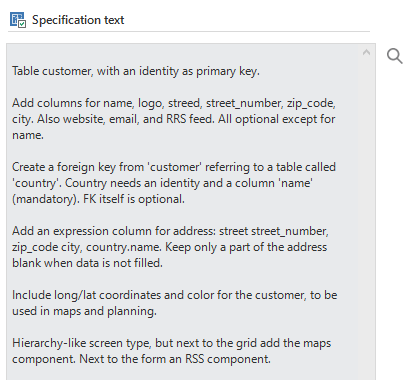 Specification text
Table customer, with an identity as primary key.
Add columns for name, logo, streed, street_number, zip_code,
city. Also website, email, and RRS feed. All optional except for
name.
Create a foreign key from 'customer' referring to a table called
'country'. Country needs an identity and a column 'name'
(mandatory). FK itself is optional.
Add an expression column for address: street street_number,
zip_code city, country.name. Keep only a part of the address
blank when data is not filled.
Include long/lat coordinates and color for the customer, to be
used in maps and planning.
Hierarchy-like screen type, but next to the grid add the maps
component. Next to the form an RSS component.